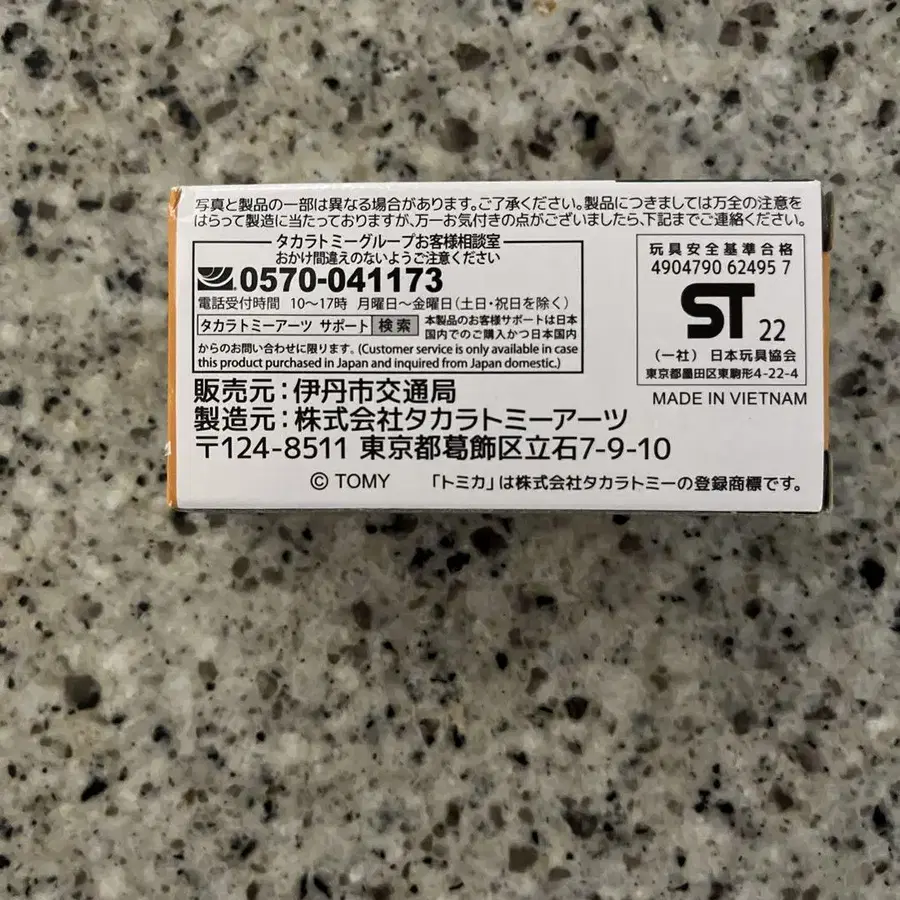 写真と製品の一部は異なる場合があります。ご了承ください。製品につきましては万全の注意を
はらって製造に当たっておりますが、万一お気付きの点がございましたら、下記までご連絡ください。
タカラトミーグループお客様相談室
おかけ間違えのないようご注意ください
0570-041173
電話受付時間 10～17時 月曜日～金曜日（土日・祝日を除く）
タカラトミーアーツ サポート 検索
本製品のお客様サポートは日本
国内でのご購入かつ日本国内
からのお問い合わせに限ります。(Customer service is only available in case
this product purchased in Japan and inquired from Japan domestic.)
玩具安全基準合格
4904790 62495 7
ST 22
（一社） 日本玩具協会
東京都墨田区東駒形4-22-4
MADE IN VIETNAM
販売元：伊丹市交通局
製造元：株式会社タカラトミーアーツ
〒124-8511 東京都葛飾区立石7-9-10
© TOMY 「トミカ」は株式会社タカラトミーの登録商標です。